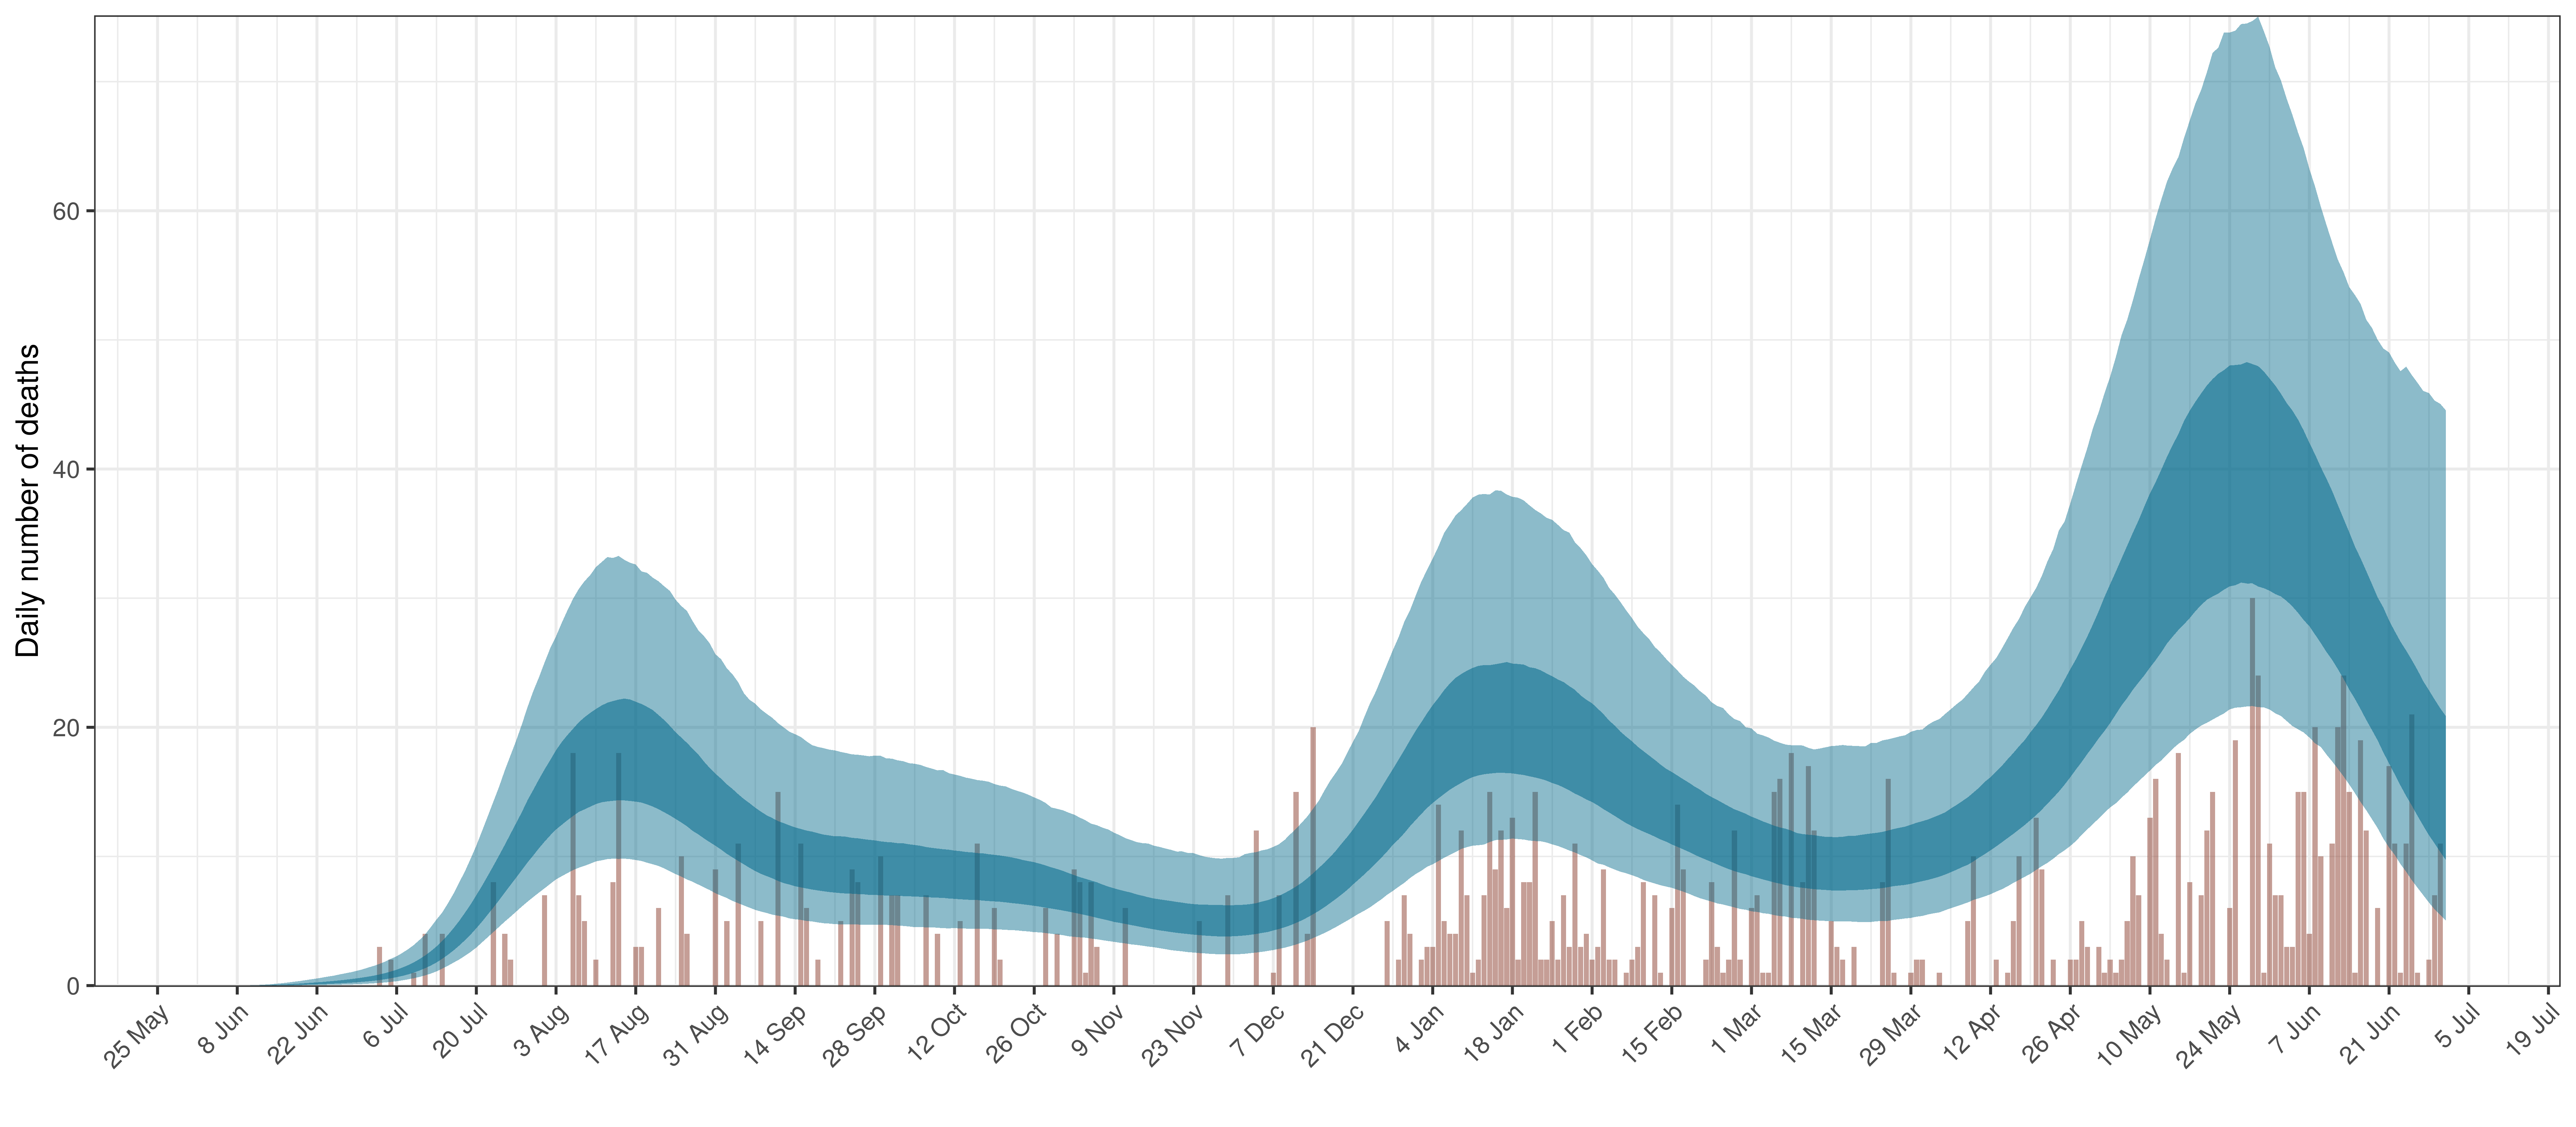 Daily number of deaths
60
40
20
0
25 May
8 Jun
22 Jun
6 Jul
20 Jul
3 Aug
17 Aug
31 Aug
14 Sep
28 Sep
12 Oct
26 Oct
9 Nov
23 Nov
7 Dec
21 Dec
4 Jan
18 Jan
1 Feb
15 Feb
1 Mar
15 Mar
29 Mar
12 Apr
26 Apr
10 May
24 May
7 Jun
21 Jun
5 Jul
19 Jul